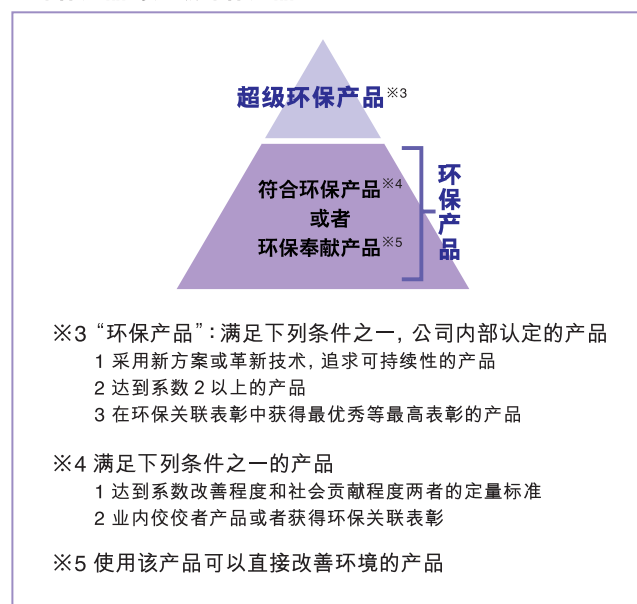 超级环保产品※3
符合环保产品※4
或者
环保奉献产品※5
环保产品
※3 “环保产品”：满足下列条件之一, 公司内部认定的产品
1 采用新方案或革新技术, 追求可持续性的产品
2 达到系数 2 以上的产品
3 在环保关联表彰中获得最优秀等最高表彰的产品
※4 满足下列条件之一的产品
1 达到系数改善程度和社会贡献程度两者的定量标准
2 业内佼佼者产品或者获得环保关联表彰
※5 使用该产品可以直接改善环境的产品